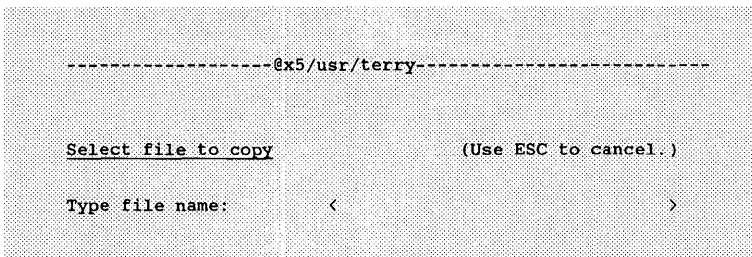 ------------------@x5/usr/terry--------------------------
Select file to copy (Use ESC to cancel.)
Type file name: < >